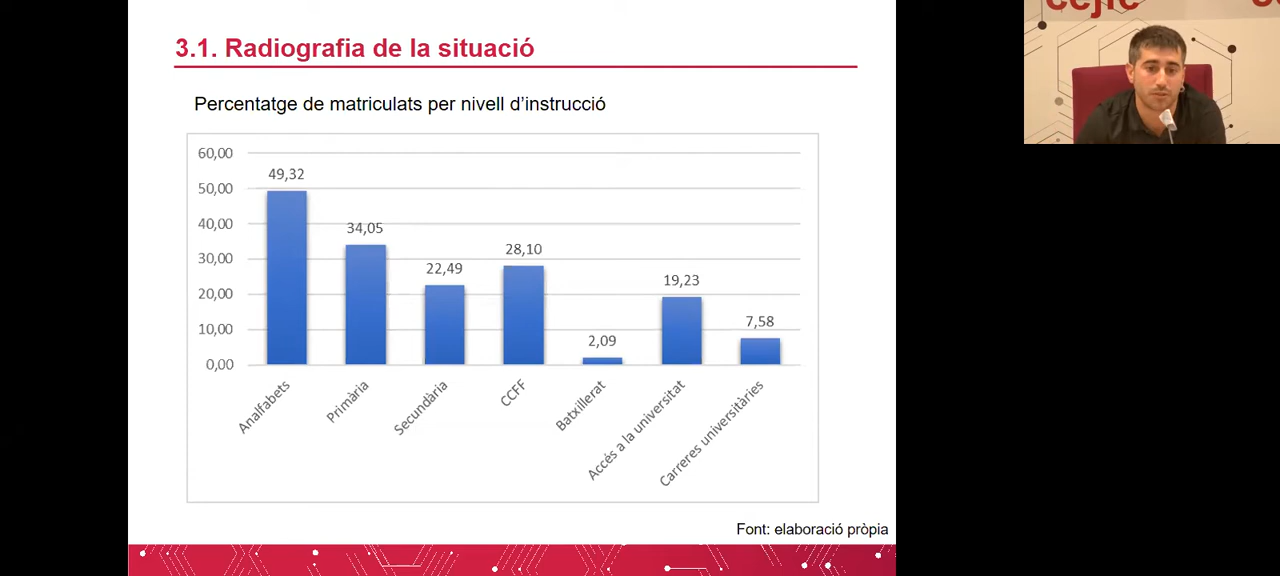 3.1. Radiografia de la situació
Percentatge de matriculats per nivell d'instrucció
60,00
50,00
40,00
30,00
20,00
10,00
0,00
49,32
34,05
22,49
28,10
2,09
19,23
7,58
Analfabets
Primària
Secundària
CCFF
Batxillerat
Accés a la universitat
Carreres universitàries
Font: elaboració pròpia